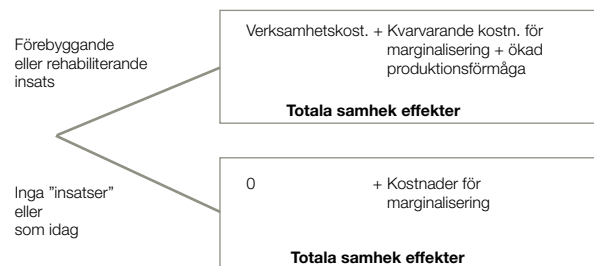 Förebyggande
eller rehabiliterande
insats
Verksamhetskost. + Kvarvarande kostn. för
marginalisering + ökad
produktionsförmåga
Totala samhek effekter
Inga ”insatser”
eller
som idag
0 + Kostnader för
marginalisering
Totala samhek effekter